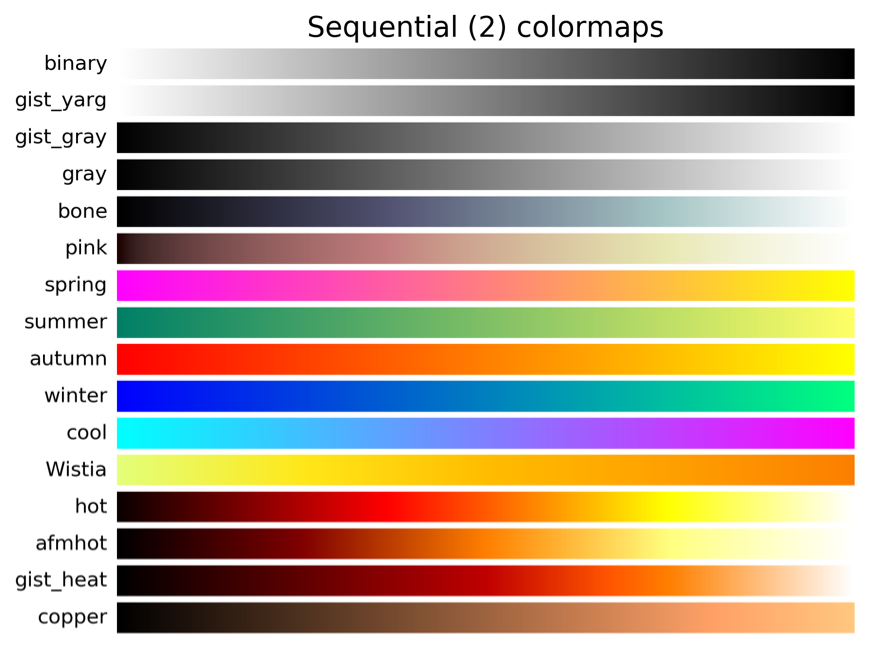 Sequential (2) colormaps
binary
gist_yarg
gist_gray
gray
bone
pink
spring
summer
autumn
winter
cool
Wistia
hot
afmhot
gist_heat
copper